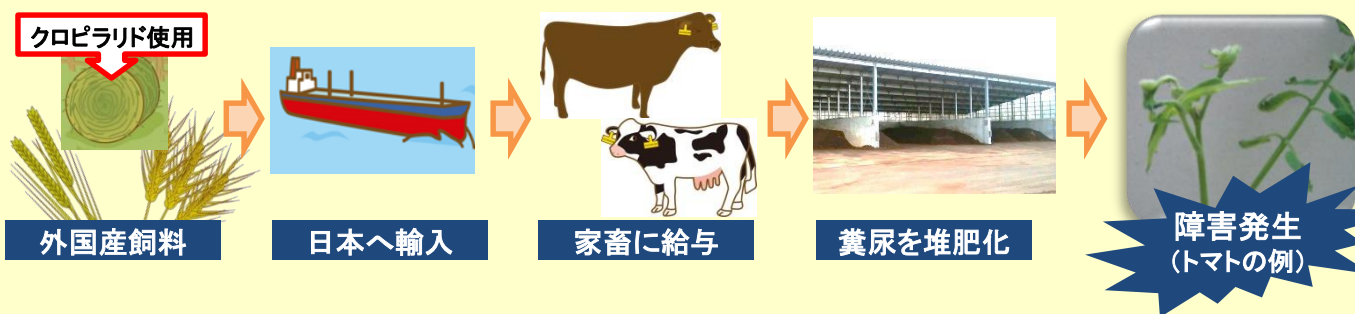 クロピラリド使用
外国産飼料
日本へ輸入
家畜に給与
糞尿を堆肥化
障害発生
（トマトの例）